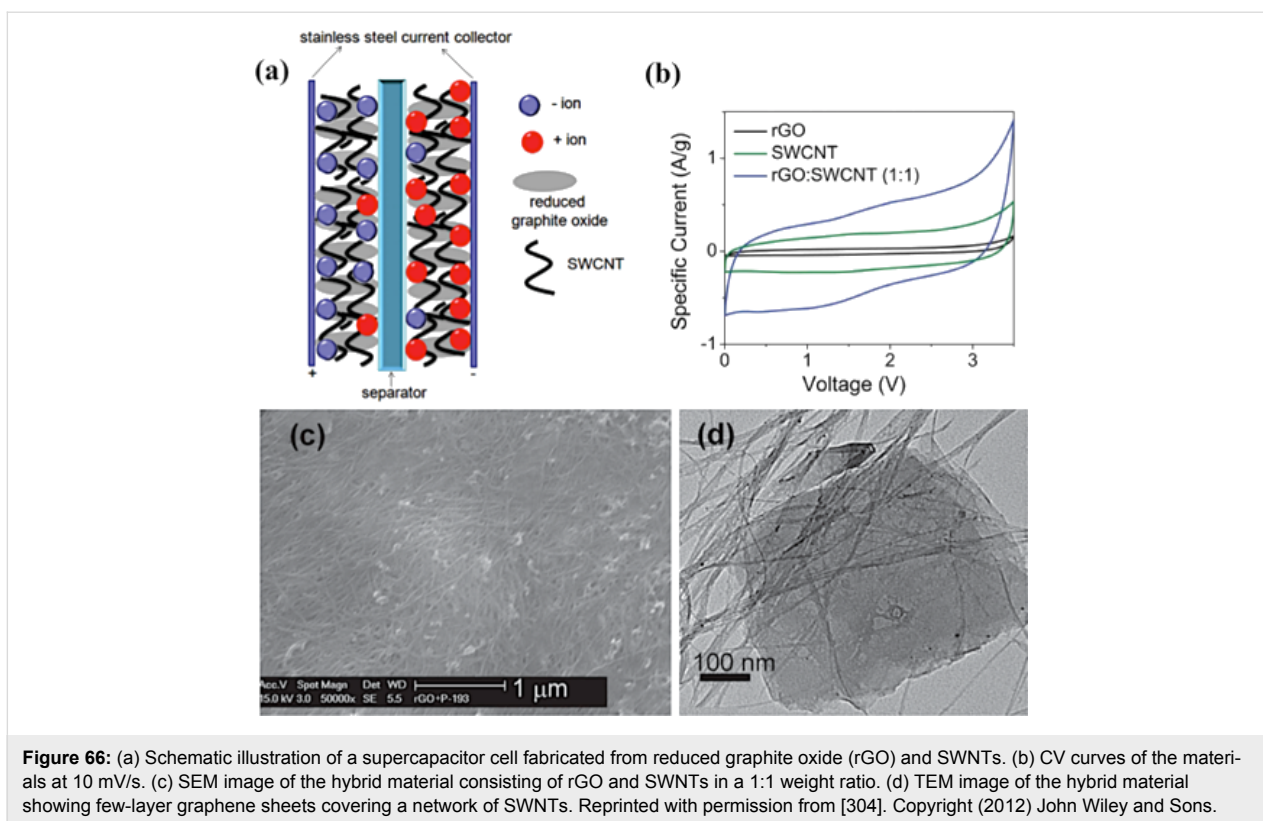 stainless steel current collector
(a)
- ion
+ ion
reduced
graphite oxide
SWCNT
+
-
separator
(b)
rGO
SWCNT
rGO:SWCNT (1:1)
Specific Current (A/g)
1
0
-1
0
1
2
3
Voltage (V)
(c)
Acc.V Spot Magn Det WD
15.0 kV 3.0 50000x SE 5.5 rGO+P-193
1 μm
(d)
100 nm
Figure 66: (a) Schematic illustration of a supercapacitor cell fabricated from reduced graphite oxide (rGO) and SWNTs. (b) CV curves of the materi-
als at 10 mV/s. (c) SEM image of the hybrid material consisting of rGO and SWNTs in a 1:1 weight ratio. (d) TEM image of the hybrid material
showing few-layer graphene sheets covering a network of SWNTs. Reprinted with permission from [304]. Copyright (2012) John Wiley and Sons.